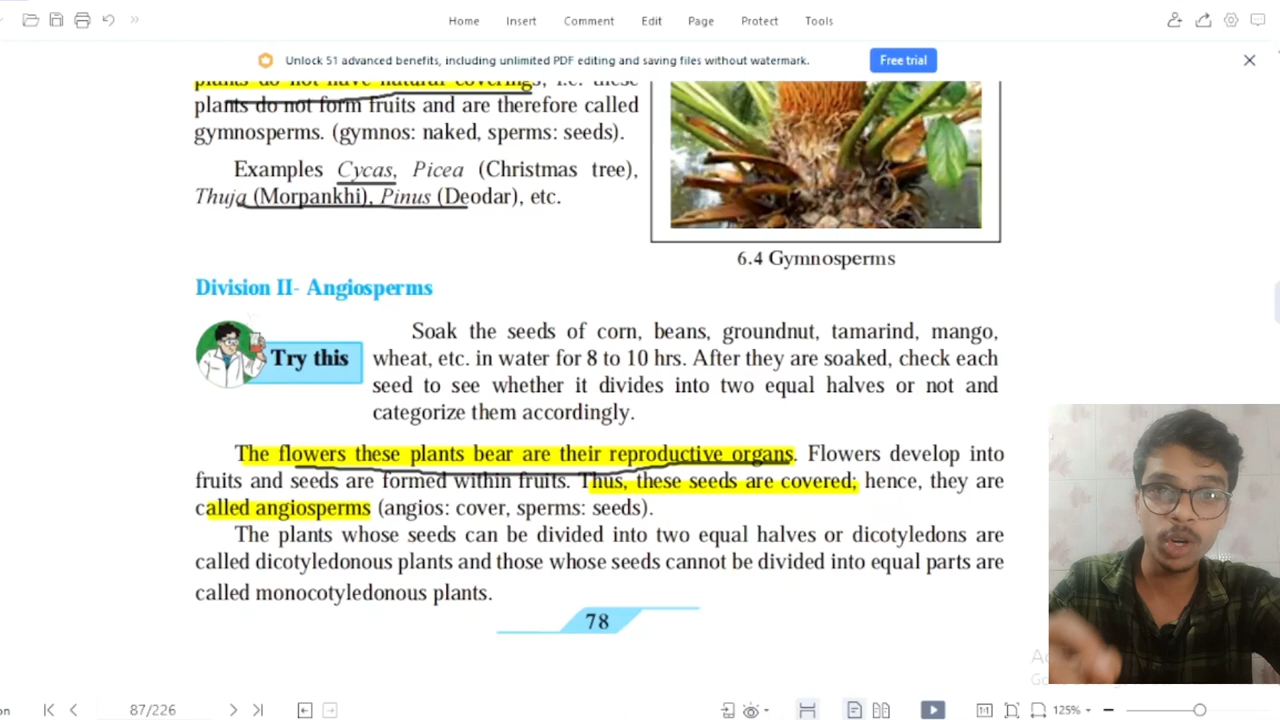 Home Insert Comment Edit Page Protect Tools
Unlock 51 advanced benefits, including unlimited PDF editing and saving files without watermark. Free trial
plants do not have natural coverings, i.e. these
plants do not form fruits and are therefore called
gymnosperms. (gymnos: naked, sperms: seeds).
Examples Cycas, Picea (Christmas tree),
Thuja (Morpankhi), Pinus (Deodar), etc.
6.4 Gymnosperms
Division II- Angiosperms
Try this
Soak the seeds of corn, beans, groundnut, tamarind, mango,
wheat, etc. in water for 8 to 10 hrs. After they are soaked, check each
seed to see whether it divides into two equal halves or not and
categorize them accordingly.
The flowers these plants bear are their reproductive organs. Flowers develop into
fruits and seeds are formed within fruits. Thus, these seeds are covered; hence, they are
called angiosperms (angios: cover, sperms: seeds).
The plants whose seeds can be divided into two equal halves or dicotyledons are
called dicotyledonous plants and those whose seeds cannot be divided into equal parts are
called monocotyledonous plants.
78
87/226
125%